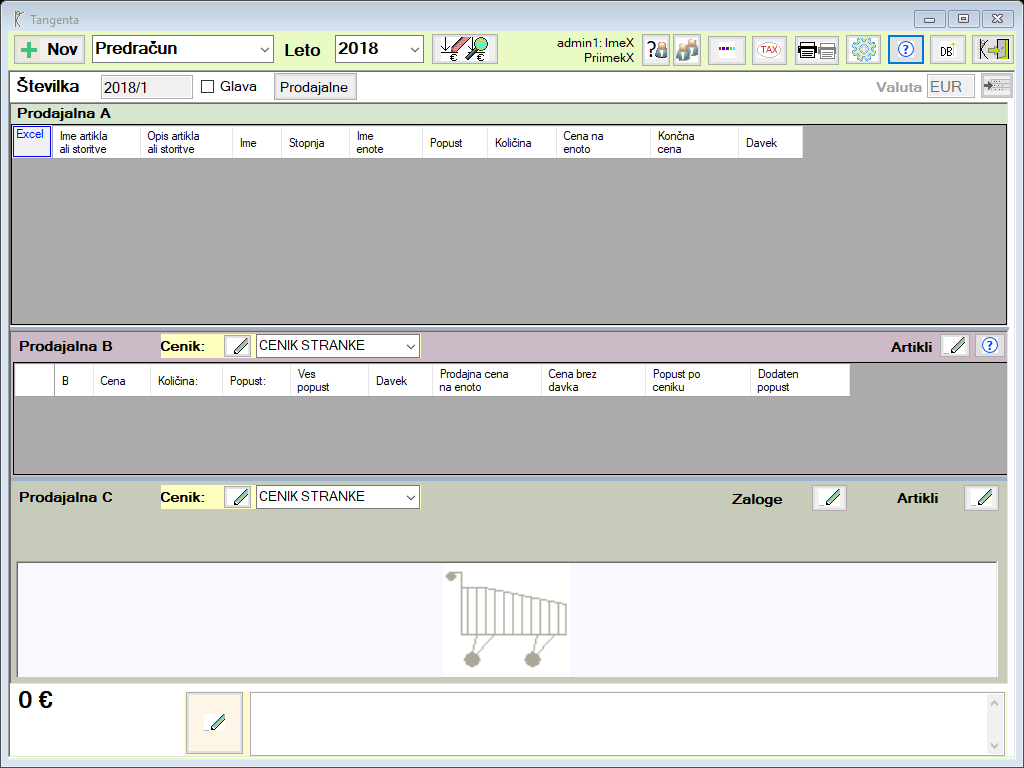 Tangenta
Nov
Predračun
Leto
2018
admin1: ImeX
PriimekX
?
TAX
?
DB
Številka
2018/1
Glava
Prodajalne
Valuta
EUR
Prodajalna A
Excel
Ime artikla
ali storitve
Opis artikla
ali storitve
Ime
Stopnja
Ime
enote
Popust
Količina
Cena na
enoto
Končna
cena
Davek
Prodajalna B
Cenik:
CENIK STRANKE
Artikli
?
B
Cena
Količina:
Popust:
Ves
popust
Davek
Prodajna cena
na enoto
Cena brez
davka
Popust po
ceniku
Dodaten
popust
Prodajalna C
Cenik:
CENIK STRANKE
Zaloge
Artikli
0 €